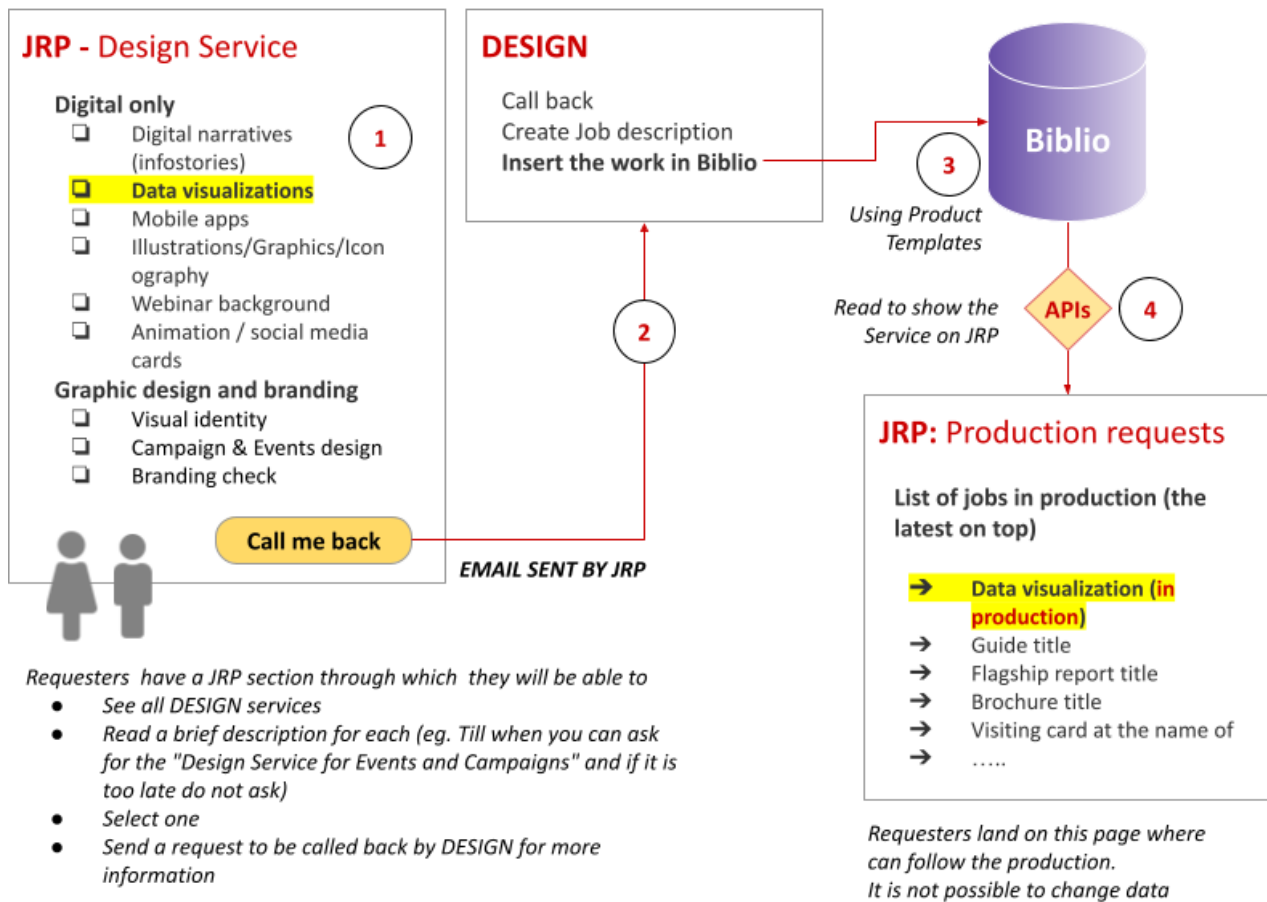 JRP - Design Service
Digital only
❏ Digital narratives
(infostories)
❏ Data visualizations
❏ Mobile apps
❏ Illustrations/Graphics/Icon
ography
❏ Webinar background
❏ Animation / social media
cards
Graphic design and branding
❏ Visual identity
❏ Campaign & Events design
❏ Branding check
1
Call me back
EMAIL SENT BY JRP
2
DESIGN
Call back
Create Job description
Insert the work in Biblio
3
Using Product
Templates
Biblio
Read to show the
Service on JRP
APIs
4
JRP: Production requests
List of jobs in production (the
latest on top)
➔ Data visualization (in
production)
➔ Guide title
➔ Flagship report title
➔ Brochure title
➔ Visiting card at the name of
➔ …..
Requesters have a JRP section through which they will be able to
● See all DESIGN services
● Read a brief description for each (eg. Till when you can ask
for the "Design Service for Events and Campaigns" and if it is
too late do not ask)
● Select one
● Send a request to be called back by DESIGN for more
information
Requesters land on this page where
can follow the production.
It is not possible to change data